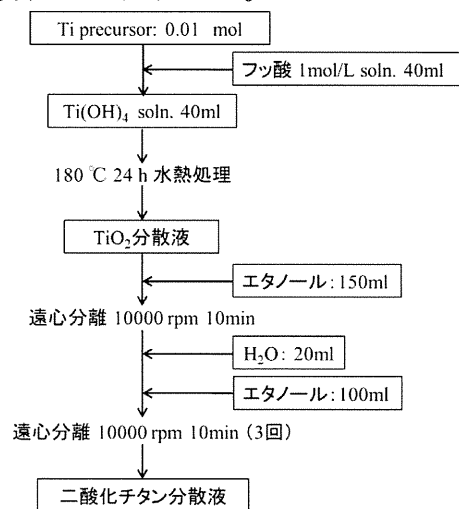 Ti precursor: 0.01 mol
フッ酸 1mol/L soln. 40ml
Ti(OH)₄ soln. 40ml
180 ℃ 24 h 水熱処理
TiO₂分散液
エタノール:150ml
遠心分離 10000 rpm 10min
H₂O: 20ml
エタノール:100ml
遠心分離 10000 rpm 10min (3回)
二酸化チタン分散液